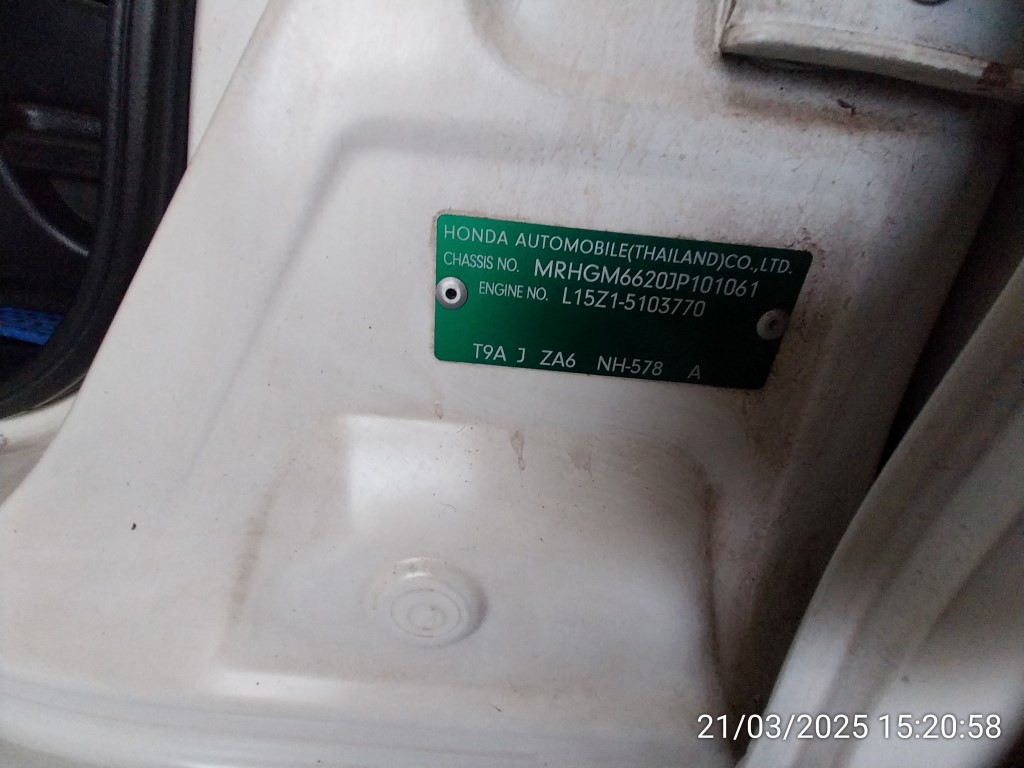 HONDA AUTOMOBILE(THAILAND)CO.,LTD.
CHASSIS NO. MRHGM6620JP101061
ENGINE NO. L15Z1-5103770
T9A J ZA6 NH-578 A
21/03/2025 15:20:58